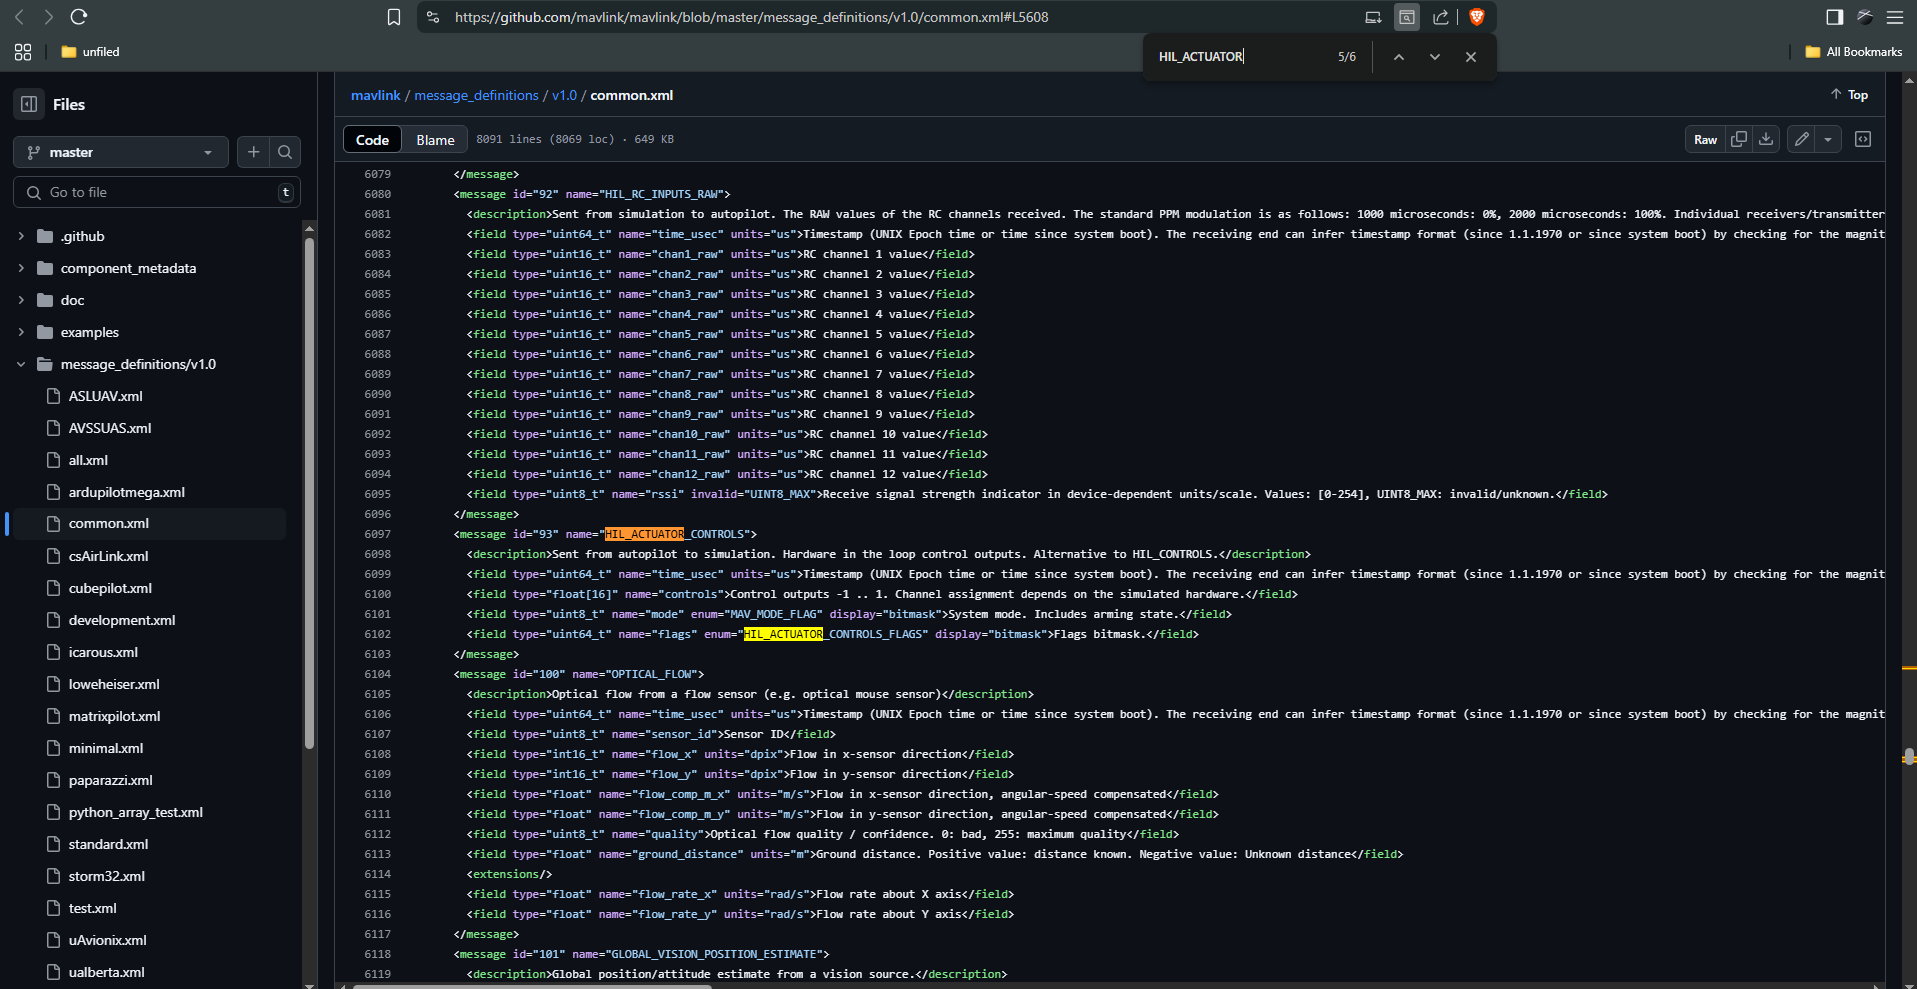 https://github.com/mavlink/mavlink/blob/master/message_definitions/v1.0/common.xml#L5608
unfiled
All Bookmarks
HIL_ACTUATOR 5/6
Files
master
Go to file t
.github
component_metadata
doc
examples
message_definitions/v1.0
ASLUAV.xml
AVSSUAS.xml
all.xml
ardupilotmega.xml
common.xml
csAirLink.xml
cubepilot.xml
development.xml
icarous.xml
loweheiser.xml
matrixpilot.xml
minimal.xml
paparazzi.xml
python_array_test.xml
standard.xml
storm32.xml
test.xml
uAvionix.xml
ualberta.xml
mavlink / message_definitions / v1.0 / common.xml
Top
Code Blame 8091 lines (8069 loc) · 649 KB Raw
6079 </message>
6080 <message id="92" name="HIL_RC_INPUTS_RAW">
6081 <description>Sent from simulation to autopilot. The RAW values of the RC channels received. The standard PPM modulation is as follows: 1000 microseconds: 0%, 2000 microseconds: 100%. Individual receivers/transmitter
6082 <field type="uint64_t" name="time_usec" units="us">Timestamp (UNIX Epoch time or time since system boot). The receiving end can infer timestamp format (since 1.1.1970 or since system boot) by checking for the magnit
6083 <field type="uint16_t" name="chan1_raw" units="us">RC channel 1 value</field>
6084 <field type="uint16_t" name="chan2_raw" units="us">RC channel 2 value</field>
6085 <field type="uint16_t" name="chan3_raw" units="us">RC channel 3 value</field>
6086 <field type="uint16_t" name="chan4_raw" units="us">RC channel 4 value</field>
6087 <field type="uint16_t" name="chan5_raw" units="us">RC channel 5 value</field>
6088 <field type="uint16_t" name="chan6_raw" units="us">RC channel 6 value</field>
6089 <field type="uint16_t" name="chan7_raw" units="us">RC channel 7 value</field>
6090 <field type="uint16_t" name="chan8_raw" units="us">RC channel 8 value</field>
6091 <field type="uint16_t" name="chan9_raw" units="us">RC channel 9 value</field>
6092 <field type="uint16_t" name="chan10_raw" units="us">RC channel 10 value</field>
6093 <field type="uint16_t" name="chan11_raw" units="us">RC channel 11 value</field>
6094 <field type="uint16_t" name="chan12_raw" units="us">RC channel 12 value</field>
6095 <field type="uint8_t" name="rssi" invalid="UINT8_MAX">Receive signal strength indicator in device-dependent units/scale. Values: [0-254], UINT8_MAX: invalid/unknown.</field>
6096 </message>
6097 <message id="93" name="HIL_ACTUATOR_CONTROLS">
6098 <description>Sent from autopilot to simulation. Hardware in the loop control outputs. Alternative to HIL_CONTROLS.</description>
6099 <field type="uint64_t" name="time_usec" units="us">Timestamp (UNIX Epoch time or time since system boot). The receiving end can infer timestamp format (since 1.1.1970 or since system boot) by checking for the magnit
6100 <field type="float[16]" name="controls">Control outputs -1 .. 1. Channel assignment depends on the simulated hardware.</field>
6101 <field type="uint8_t" name="mode" enum="MAV_MODE_FLAG" display="bitmask">System mode. Includes arming state.</field>
6102 <field type="uint64_t" name="flags" enum="HIL_ACTUATOR_CONTROLS_FLAGS" display="bitmask">Flags bitmask.</field>
6103 </message>
6104 <message id="100" name="OPTICAL_FLOW">
6105 <description>Optical flow from a flow sensor (e.g. optical mouse sensor)</description>
6106 <field type="uint64_t" name="time_usec" units="us">Timestamp (UNIX Epoch time or time since system boot). The receiving end can infer timestamp format (since 1.1.1970 or since system boot) by checking for the magnit
6107 <field type="uint8_t" name="sensor_id">Sensor ID</field>
6108 <field type="int16_t" name="flow_x" units="dpix">Flow in x-sensor direction</field>
6109 <field type="int16_t" name="flow_y" units="dpix">Flow in y-sensor direction</field>
6110 <field type="float" name="flow_comp_m_x" units="m/s">Flow in x-sensor direction, angular-speed compensated</field>
6111 <field type="float" name="flow_comp_m_y" units="m/s">Flow in y-sensor direction, angular-speed compensated</field>
6112 <field type="uint8_t" name="quality">Optical flow quality / confidence. 0: bad, 255: maximum quality</field>
6113 <field type="float" name="ground_distance" units="m">Ground distance. Positive value: distance known. Negative value: Unknown distance</field>
6114 <extensions/>
6115 <field type="float" name="flow_rate_x" units="rad/s">Flow rate about X axis</field>
6116 <field type="float" name="flow_rate_y" units="rad/s">Flow rate about Y axis</field>
6117 </message>
6118 <message id="101" name="GLOBAL_VISION_POSITION_ESTIMATE">
6119 <description>Global position/attitude estimate from a vision source.</description>